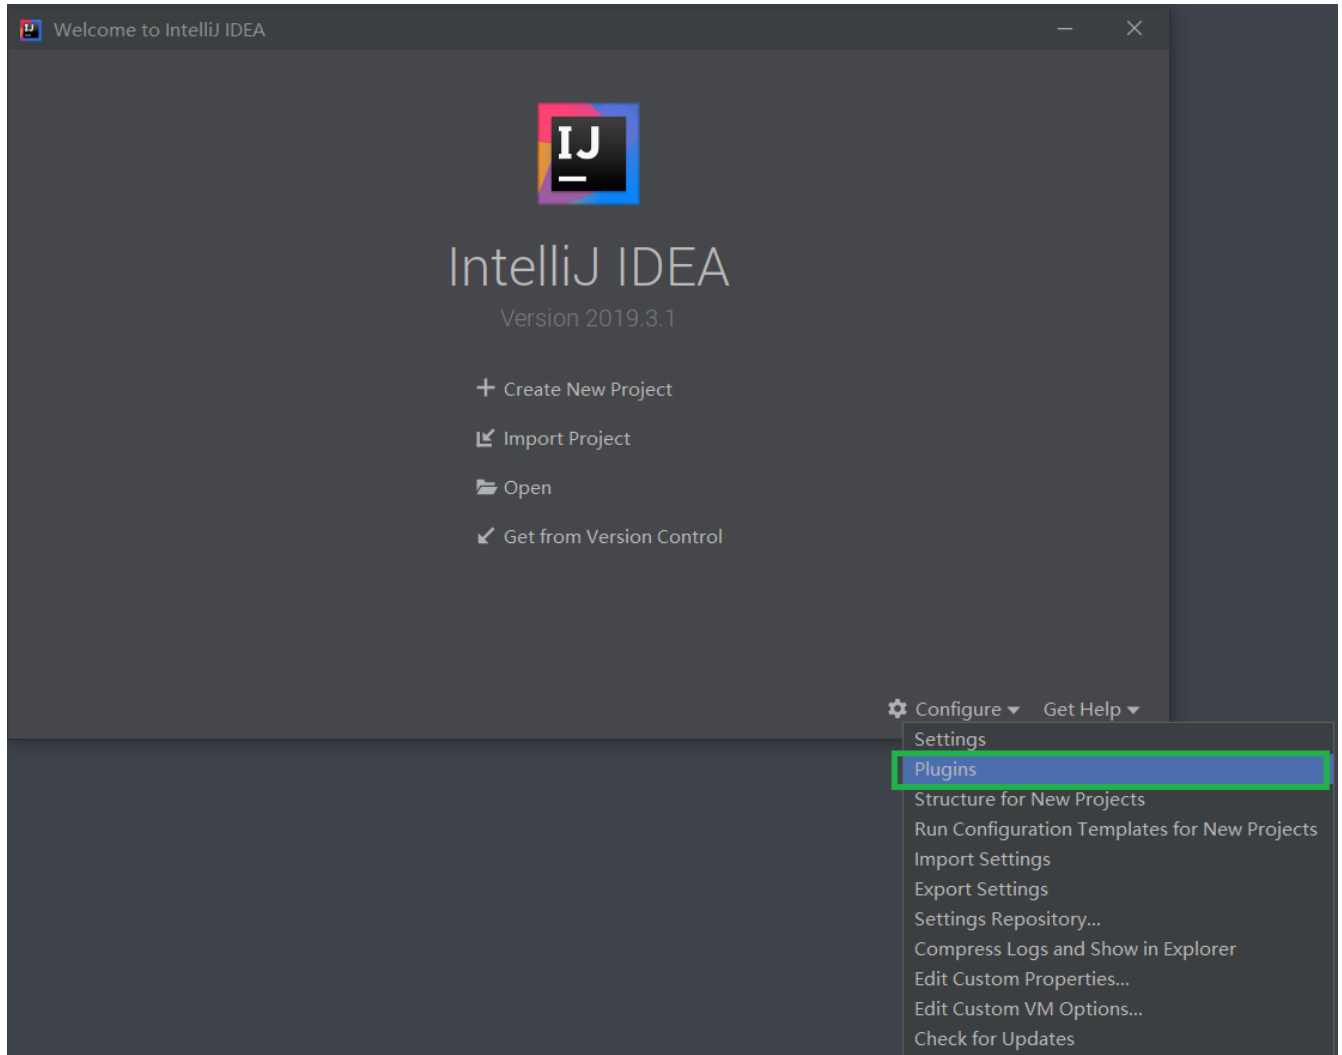 Welcome to IntelliJ IDEA
IJ
IntelliJ IDEA
Version 2019.3.1
Create New Project
Import Project
Open
Get from Version Control
Configure Get Help
Settings
Plugins
Structure for New Projects
Run Configuration Templates for New Projects
Import Settings
Export Settings
Settings Repository...
Compress Logs and Show in Explorer
Edit Custom Properties...
Edit Custom VM Options...
Check for Updates